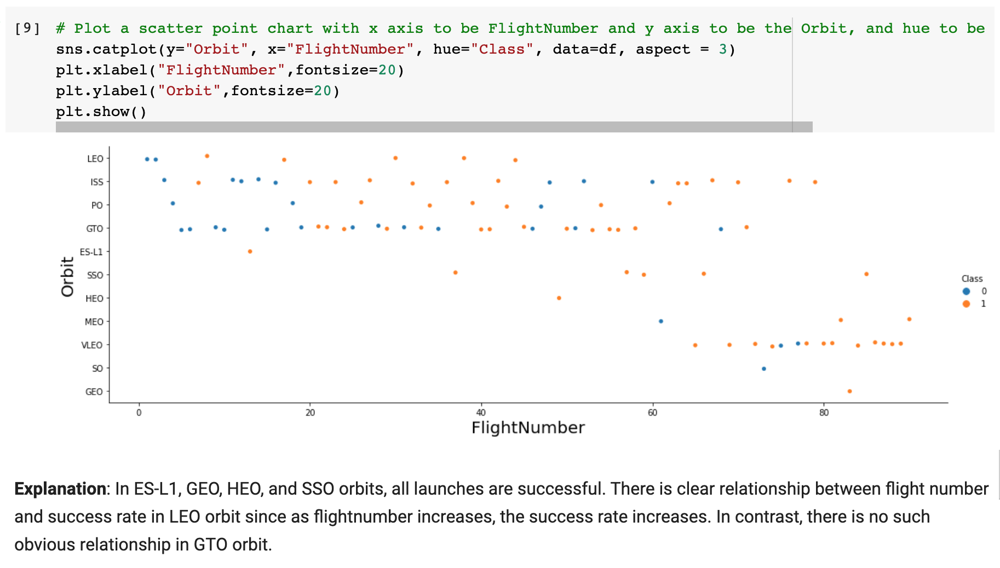 [9] # Plot a scatter point chart with x axis to be FlightNumber and y axis to be the Orbit, and hue to be
sns.catplot(y="Orbit", x="FlightNumber", hue="Class", data=df, aspect = 3)
plt.xlabel("FlightNumber",fontsize=20)
plt.ylabel("Orbit",fontsize=20)
plt.show()
LEO
ISS
PO
GTO
ES-L1
SSO
HEO
MEO
VLEO
SO
GEO
Orbit
0 20 40 60 80
FlightNumber
Class
0
1
Explanation: In ES-L1, GEO, HEO, and SSO orbits, all launches are successful. There is clear relationship between flight number
and success rate in LEO orbit since as flightnumber increases, the success rate increases. In contrast, there is no such
obvious relationship in GTO orbit.